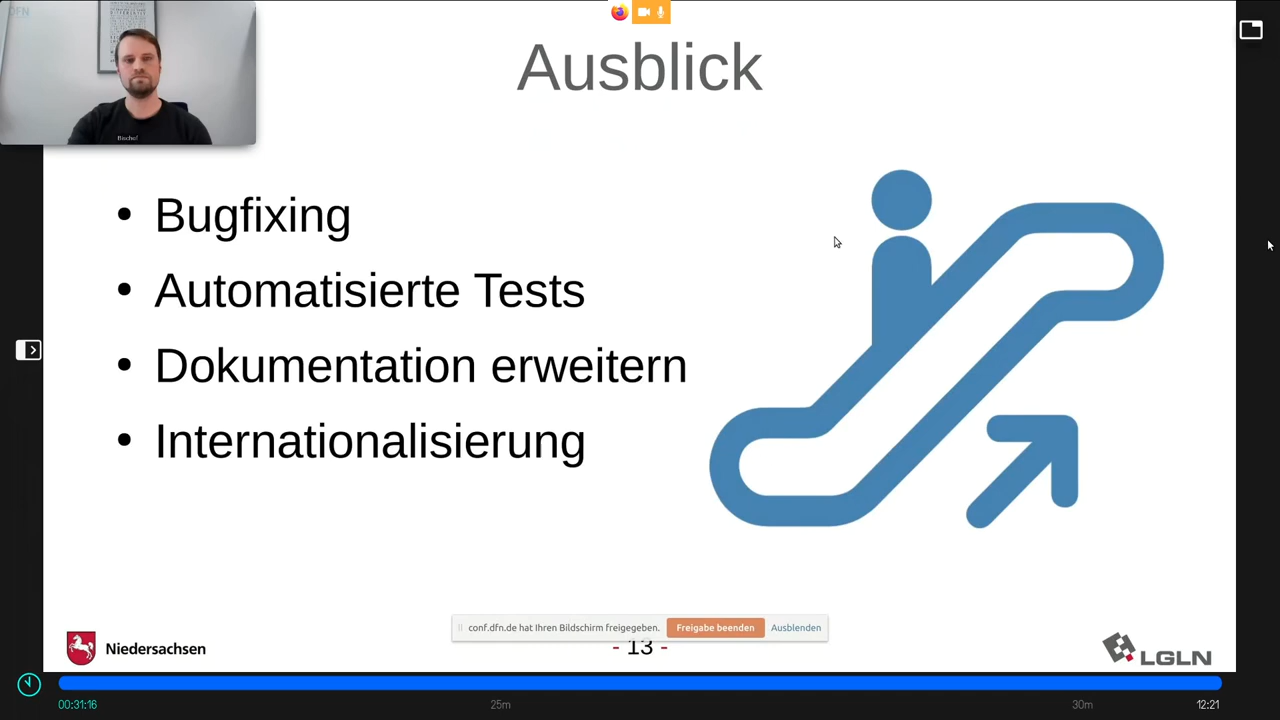 DFN
Ausblick
• Bugfixing
• Automatisierte Tests
• Dokumentation erweitern
• Internationalisierung
conf.dfn.de hat Ihren Bildschirm freigegeben. Freigabe beenden Ausblenden
Niedersachsen
- 13 -
LGLN
00:31:16 25m 30m 12:21